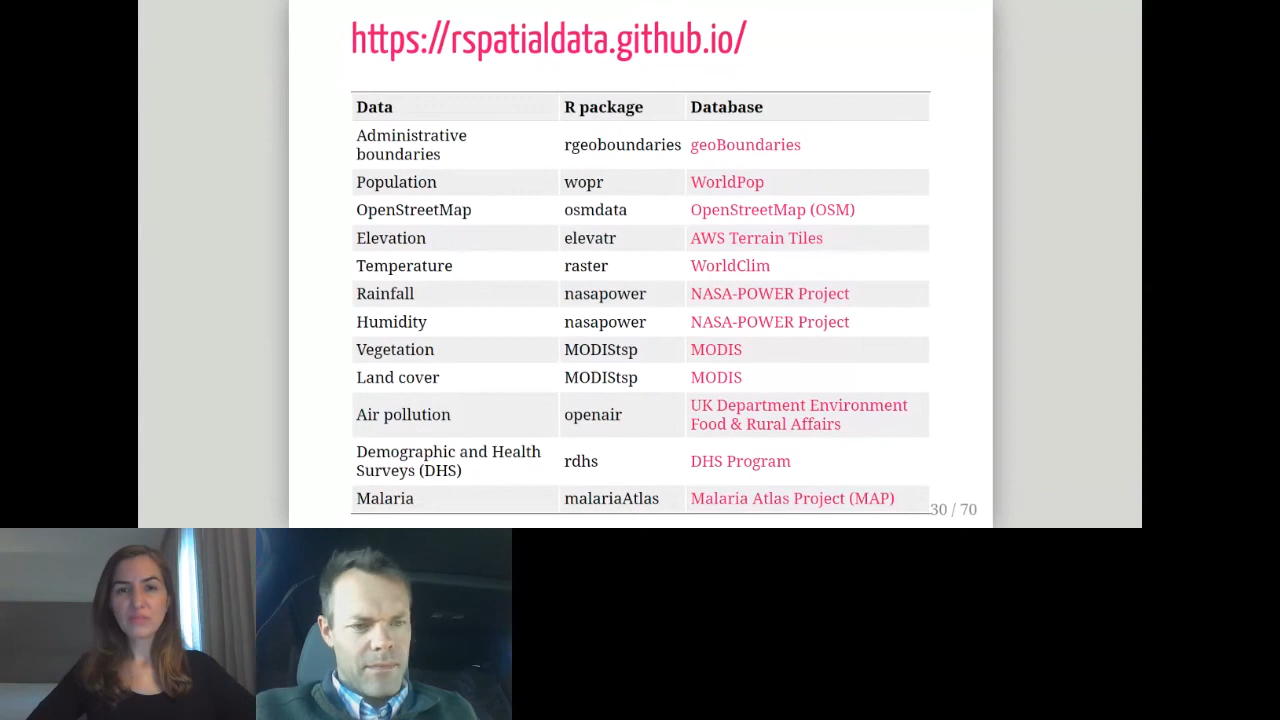 https://rspatialdata.github.io/
Data R package Database
Administrative
boundaries rgeoboundaries geoBoundaries
Population wopr WorldPop
OpenStreetMap osmdata OpenStreetMap (OSM)
Elevation elevatr AWS Terrain Tiles
Temperature raster WorldClim
Rainfall nasapower NASA-POWER Project
Humidity nasapower NASA-POWER Project
Vegetation MODIStsp MODIS
Land cover MODIStsp MODIS
Air pollution openair UK Department Environment
Food & Rural Affairs
Demographic and Health
Surveys (DHS) rdhs DHS Program
Malaria malariaAtlas Malaria Atlas Project (MAP)
30 / 70